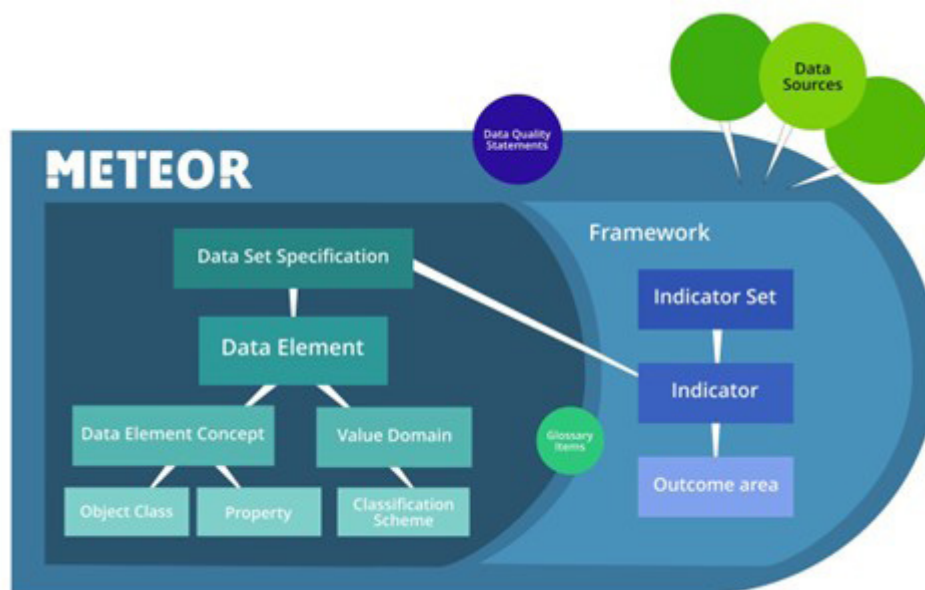 Data
Sources
Data Quality
Statements
METEOR
Framework
Data Set Specification
Indicator Set
Data Element
Indicator
Data Element Concept
Value Domain
Glossary
Items
Outcome area
Object Class
Property
Classification
Scheme